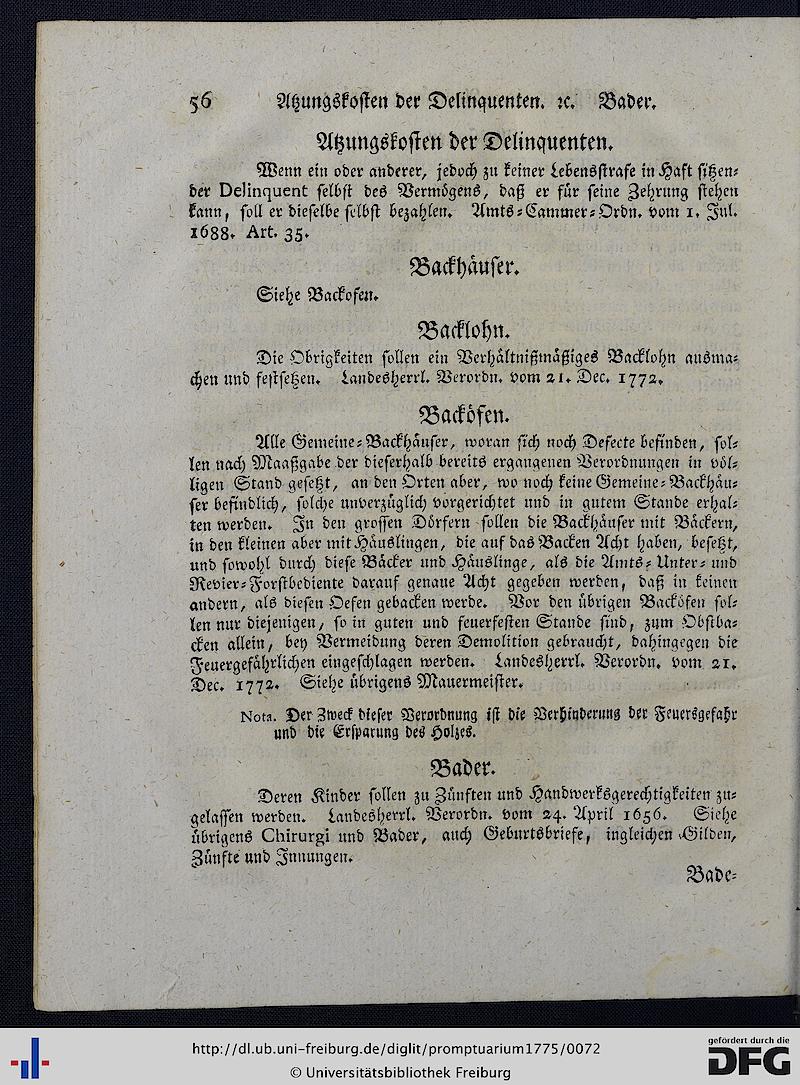 56 Atzungskosten der Delinquenten. ꝛc. Bader.
Atzungskosten der Delinquenten.
Wenn ein oder anderer, jedoch zu keiner Lebensstrafe in Haft sitzen⸗
der Delinquent selbst des Vermögens, daß er für seine Zehrung stehen
kann, soll er dieselbe selbst bezahlen. Amts⸗Cammer⸗Ordn. vom 1. Jul.
1688. Art. 35.
Backhäuser.
Siehe Backofen.
Backlohn.
Die Obrigkeiten sollen ein Verhältnißmäßiges Backlohn ausma⸗
chen und festsetzen. Landesherrl. Verordn. vom 21. Dec. 1772.
Backöfen.
Alle Gemeine⸗Backhäuser, woran sich noch Defecte befinden, sol⸗
len nach Maaßgabe der dieserhalb bereits ergangenen Verordnungen in völ⸗
ligen Stand gesetzt, an den Orten aber, wo noch keine Gemeine⸗Backhäu⸗
ser befindlich, solche unverzüglich vorgerichtet und in gutem Stande erhal⸗
ten werden. In den grossen Dörfern sollen die Backhäuser mit Bäckern,
in den kleinen aber mit Häuslingen, die auf das Backen Acht haben, besetzt,
und sowohl durch diese Bäcker und Häuslinge, als die Amts⸗Unter⸗ und
Revier⸗Forstbediente darauf genaue Acht gegeben werden, daß in keinen
andern, als diesen Oefen gebacken werde. Vor den übrigen Backöfen sol⸗
len nur diejenigen, so in guten und feuerfesten Stande sind, zum Obstba⸗
cken allein, bey Vermeidung deren Demolition gebraucht, dahingegen die
Feuergefährlichen eingeschlagen werden. Landesherrl. Verordn. vom 21.
Dec. 1772. Siehe übrigens Mauermeister.
Nota. Der Zweck dieser Verordnung ist die Verhinderung der Feuersgefahr
und die Ersparung des Holzes.
Bader.
Deren Kinder sollen zu Zünften und Handwerksgerechtigkeiten zu⸗
gelassen werden. Landesherrl. Verordn. vom 24. April 1656. Siehe
übrigens Chirurgi und Bader, auch Geburtsbriefe, ingleichen Gilden,
Zünfte und Innungen.
Bade⸗
http://dl.ub.uni-freiburg.de/diglit/promptuarium1775/0072
© Universitätsbibliothek Freiburg
gefördert durch die
DFG